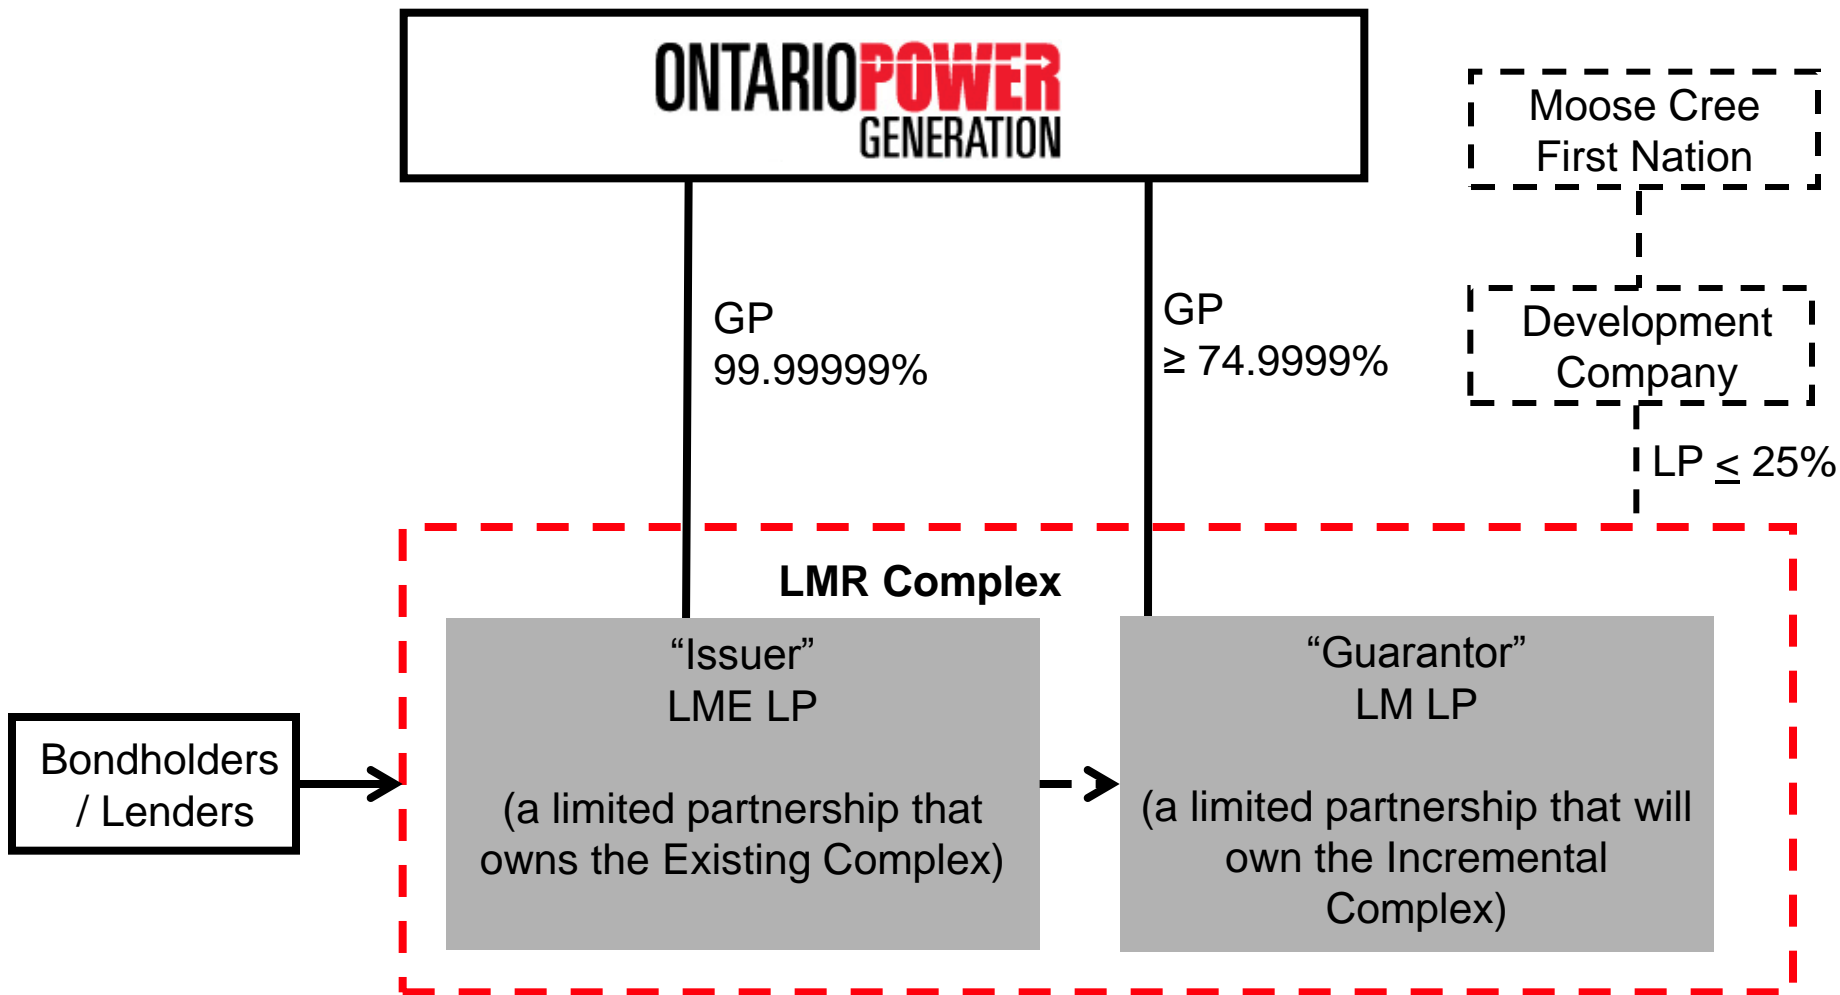 ONTARIOPOWER
GENERATION
Moose Cree
First Nation
GP
99.99999%
GP
≥ 74.9999%
Development
Company
LP ≤ 25%
LMR Complex
Bondholders
/ Lenders
“Issuer”
LME LP
(a limited partnership that
owns the Existing Complex)
“Guarantor”
LM LP
(a limited partnership that will
own the Incremental
Complex)